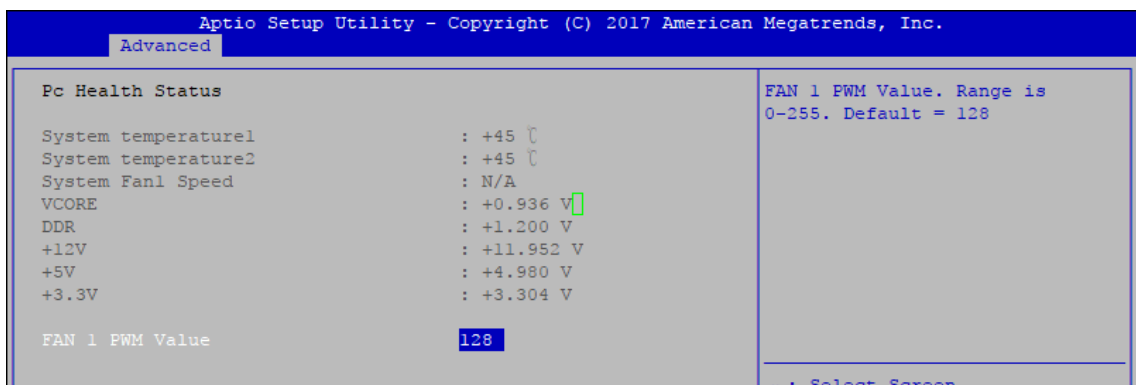 Aptio Setup Utility - Copyright (C) 2017 American Megatrends, Inc.
Advanced
Pc Health Status
System temperature1 : +45 ℃
System temperature2 : +45 ℃
System Fan1 Speed : N/A
VCORE : +0.936 V
DDR : +1.200 V
+12V : +11.952 V
+5V : +4.980 V
+3.3V : +3.304 V
FAN 1 PWM Value 128
FAN 1 PWM Value. Range is
0-255. Default = 128
: Select Screen